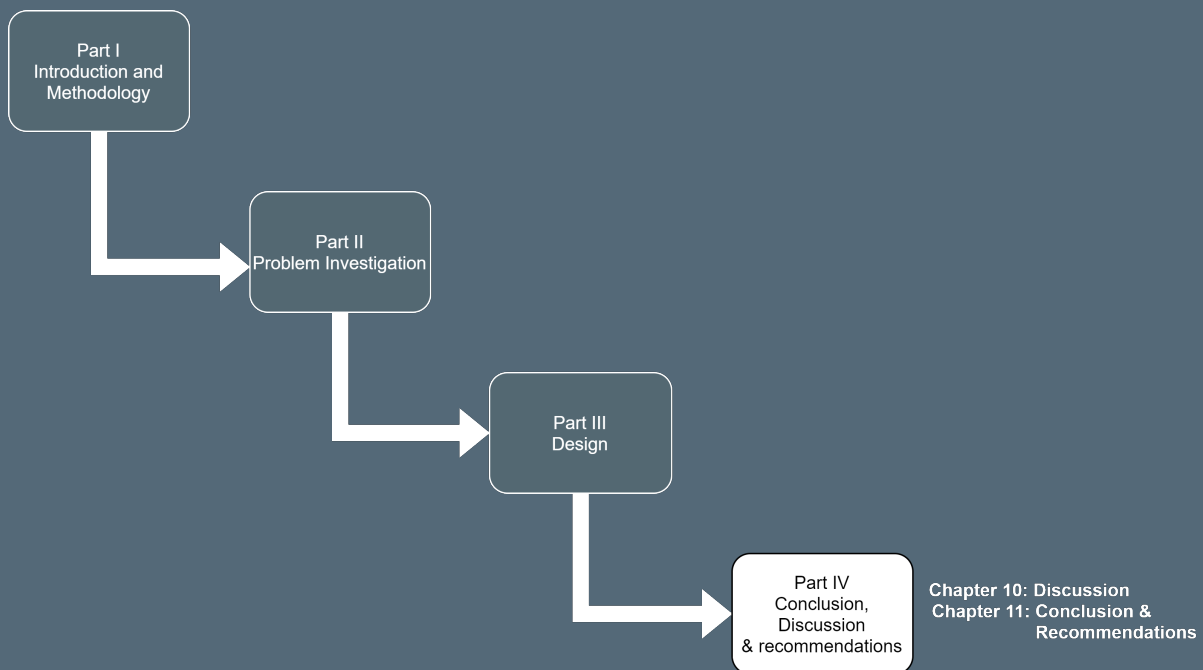 Part I
Introduction and
Methodology
Part II
Problem Investigation
Part III
Design
Part IV
Conclusion,
Discussion
& recommendations
Chapter 10: Discussion
Chapter 11: Conclusion &
Recommendations